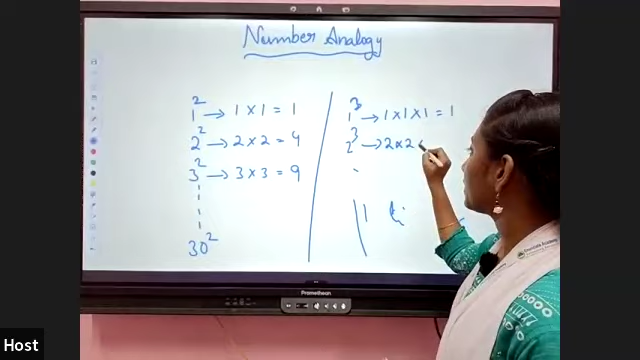 Number Analogy
1² → 1 × 1 = 1
2² → 2 × 2 = 4
3² → 3 × 3 = 9
30²
1³ → 1 × 1 × 1 = 1
2³ → 2 × 2
Promethean
Host